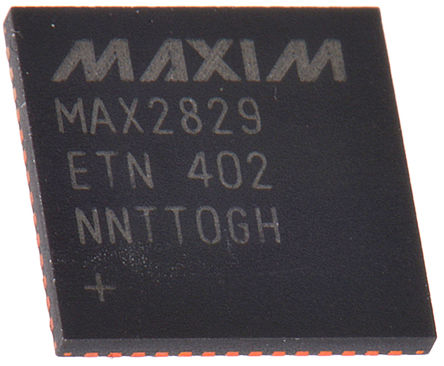 MAXIM
MAX2829
ETN 402
NNTTOGH
+